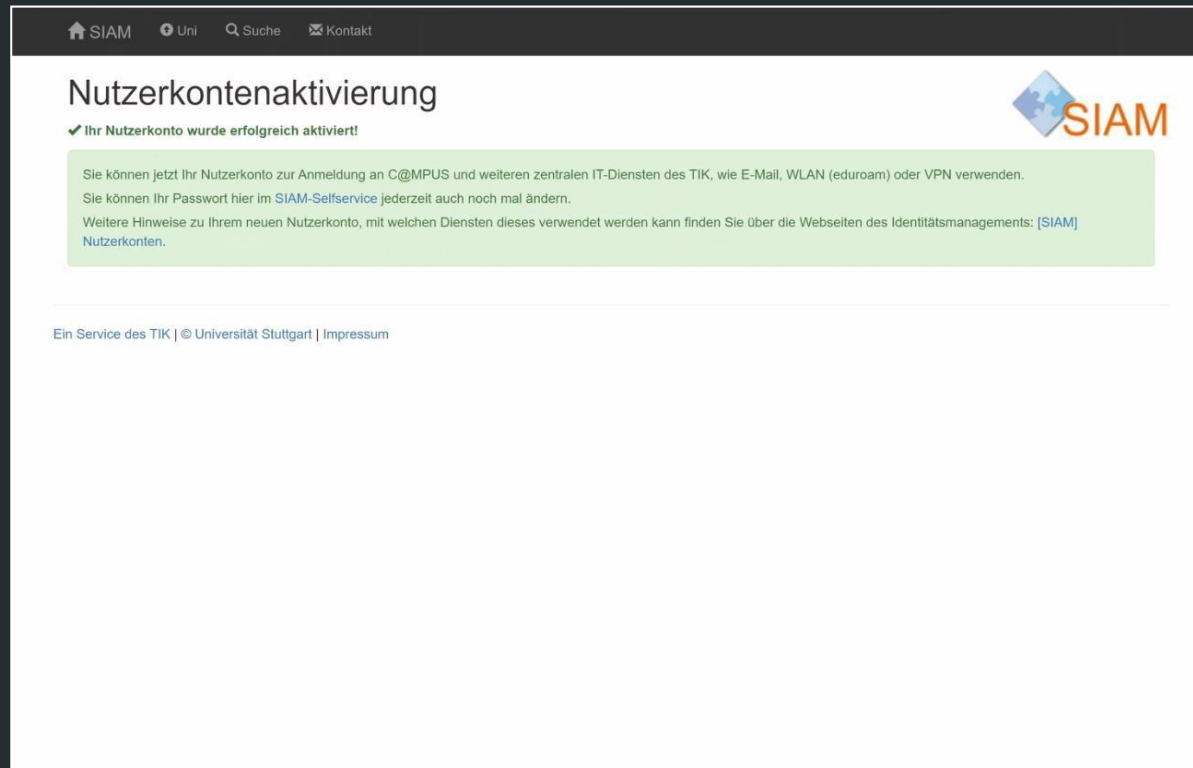 SIAM Uni Suche Kontakt
Nutzerkontenaktivierung
SIAM
Ihr Nutzerkonto wurde erfolgreich aktiviert!
Sie können jetzt Ihr Nutzerkonto zur Anmeldung an C@MPUS und weiteren zentralen IT-Diensten des TIK, wie E-Mail, WLAN (eduroam) oder VPN verwenden.
Sie können Ihr Passwort hier im SIAM-Selfservice jederzeit auch noch mal ändern.
Weitere Hinweise zu Ihrem neuen Nutzerkonto, mit welchen Diensten dieses verwendet werden kann finden Sie über die Webseiten des Identitätsmanagements: [SIAM]
Nutzerkonten.
Ein Service des TIK | © Universität Stuttgart | Impressum